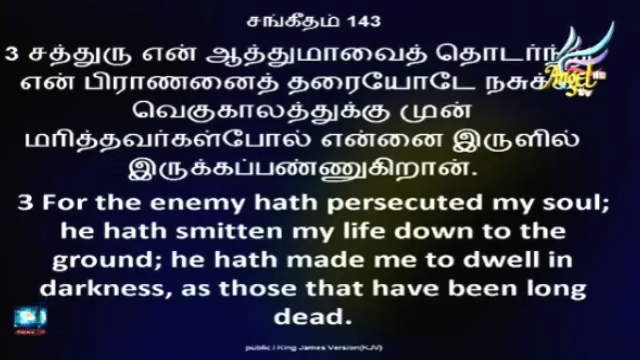 சங்கீதம் 143
3 சத்துரு என் ஆத்துமாவைத்
என் பிராணனைத் தரையோடே
வெகுகாலத்துக்கு முன்
மரித்தவர்கள்போல் என்னை இருளில்
இருக்கப்பண்ணுகிறான்.
3 For the enemy hath persecuted my soul;
he hath smitten my life down to the
ground; he hath made me to dwell in
darkness, as those that have been long
dead.
public / King James Version(KJV)
Angel
TV